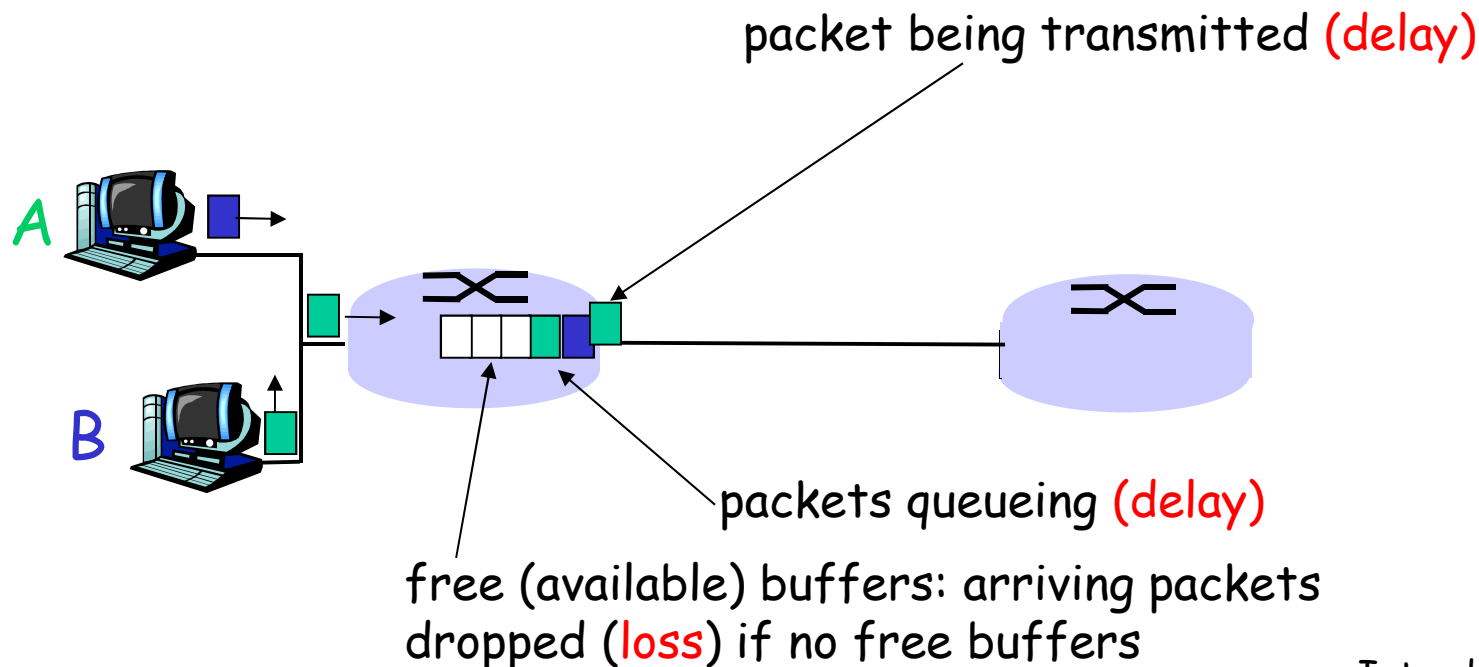 packet being transmitted (delay)
A
B
packets queueing (delay)
free (available) buffers: arriving packets
dropped (loss) if no free buffers